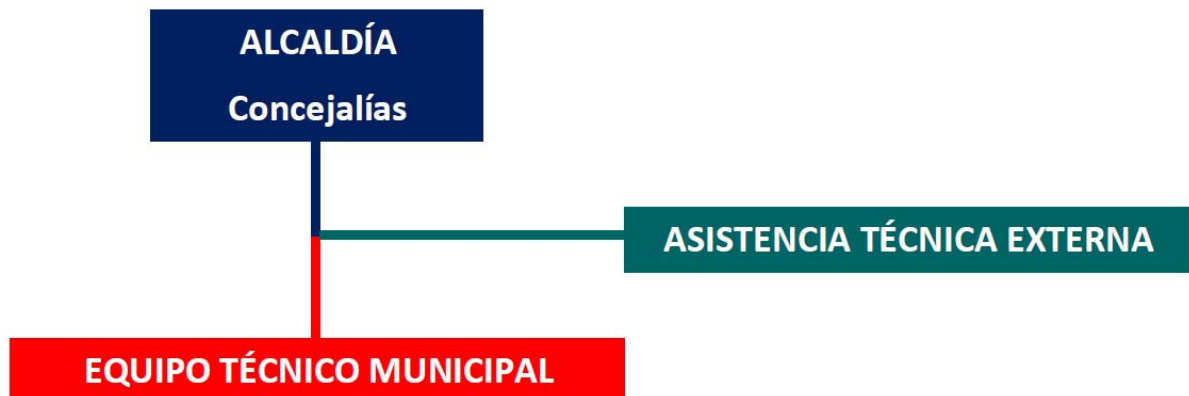 ALCALDÍA
Concejalías
ASISTENCIA TÉCNICA EXTERNA
EQUIPO TÉCNICO MUNICIPAL